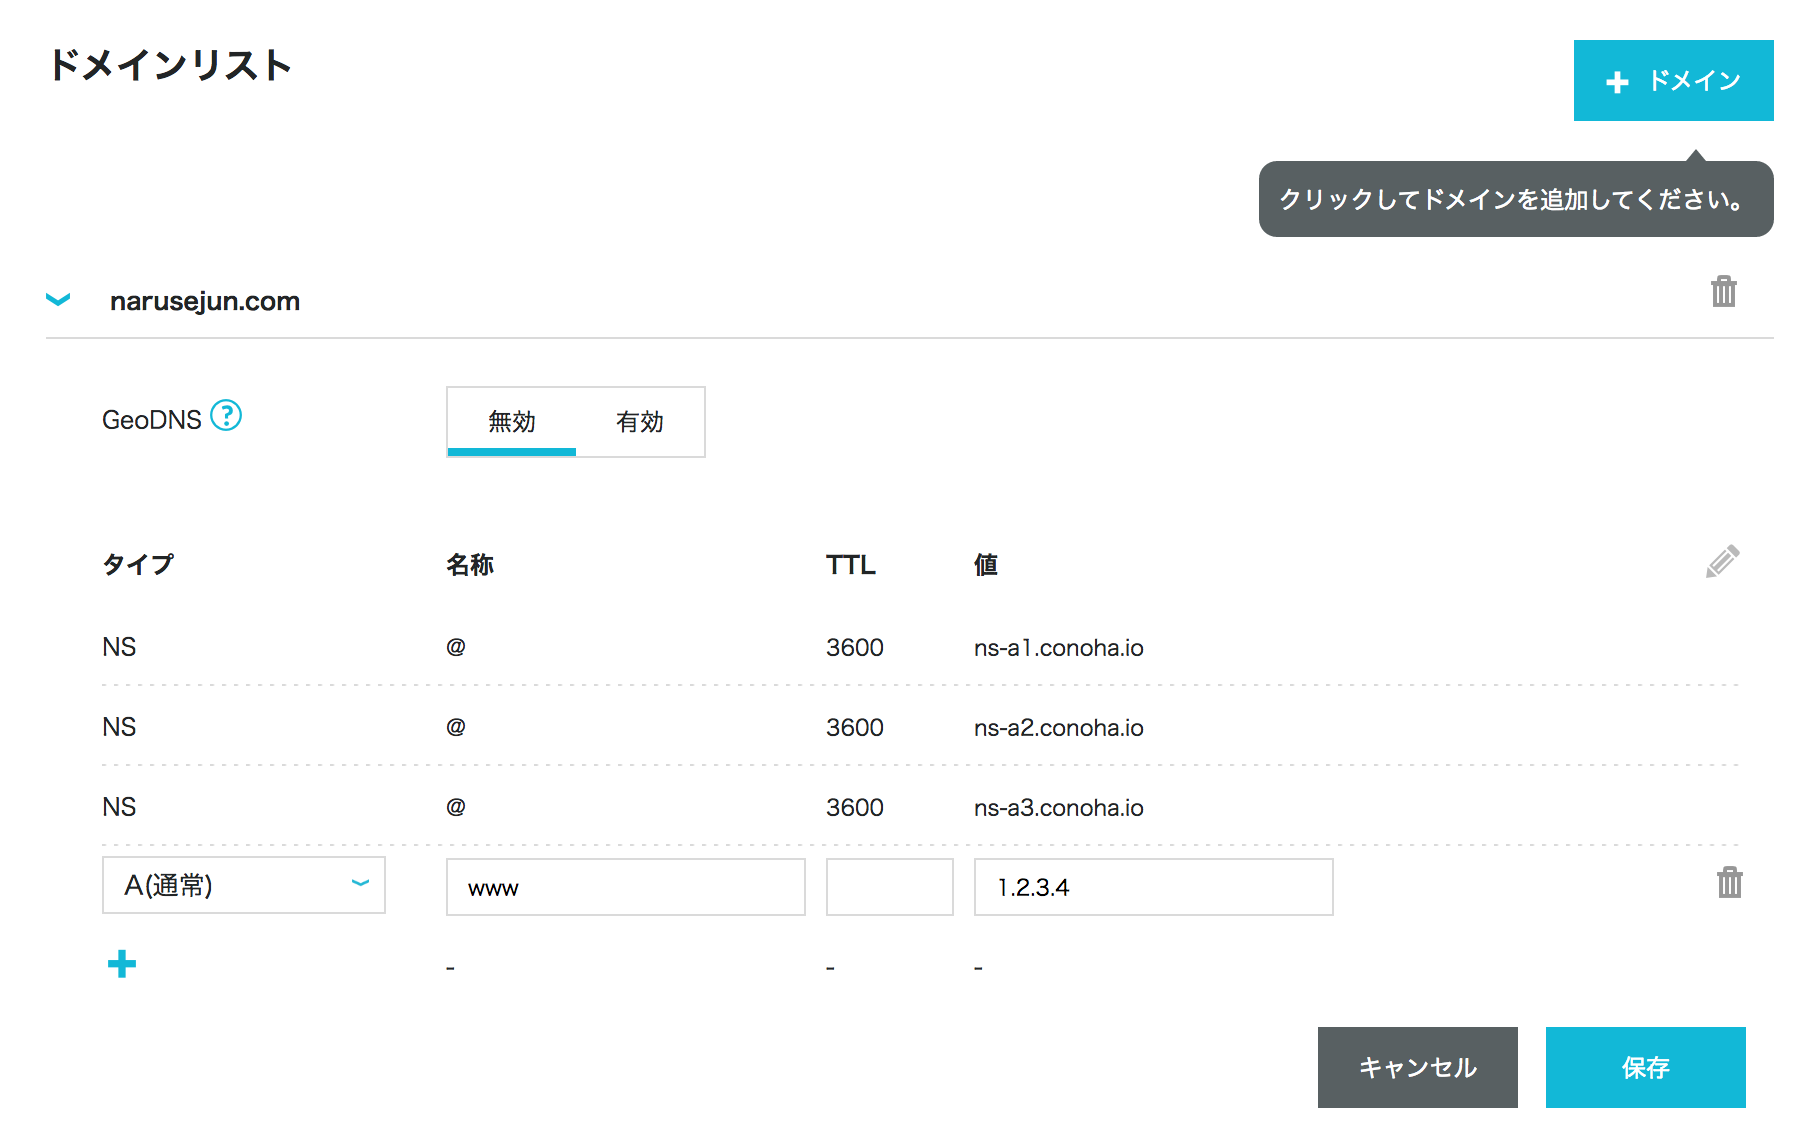 ドメインリスト
+ ドメイン
クリックしてドメインを追加してください。
narusejun.com
GeoDNS ?
無効 有効
タイプ 名称 TTL 値
NS @ 3600 ns-a1.conoha.io
NS @ 3600 ns-a2.conoha.io
NS @ 3600 ns-a3.conoha.io
A(通常) www 1.2.3.4
+ - - -
キャンセル 保存